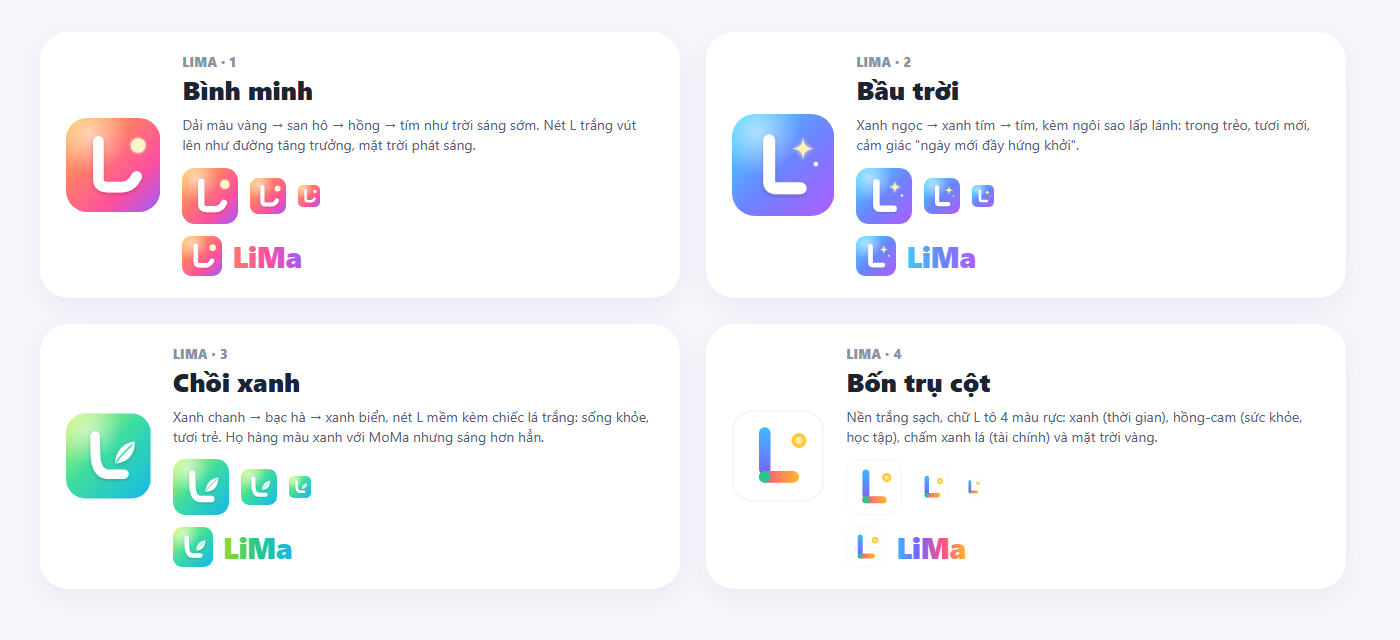 LIMA · 1
Bình minh
Dải màu vàng → san hô → hồng → tím như trời sáng sớm. Nét L trắng vút
lên như đường tăng trưởng, mặt trời phát sáng.
LiMa
LIMA · 2
Bầu trời
Xanh ngọc → xanh tím → tím, kèm ngôi sao lấp lánh: trong trẻo, tươi mới,
cảm giác "ngày mới đầy hứng khởi".
LiMa
LIMA · 3
Chồi xanh
Xanh chanh → bạc hà → xanh biển, nét L mềm kèm chiếc lá trắng: sống khỏe,
tươi trẻ. Họ hàng màu xanh với MoMa nhưng sáng hơn hẳn.
LiMa
LIMA · 4
Bốn trụ cột
Nền trắng sạch, chữ L tô 4 màu rực: xanh (thời gian), hồng-cam (sức khỏe,
học tập), chấm xanh lá (tài chính) và mặt trời vàng.
LiMa